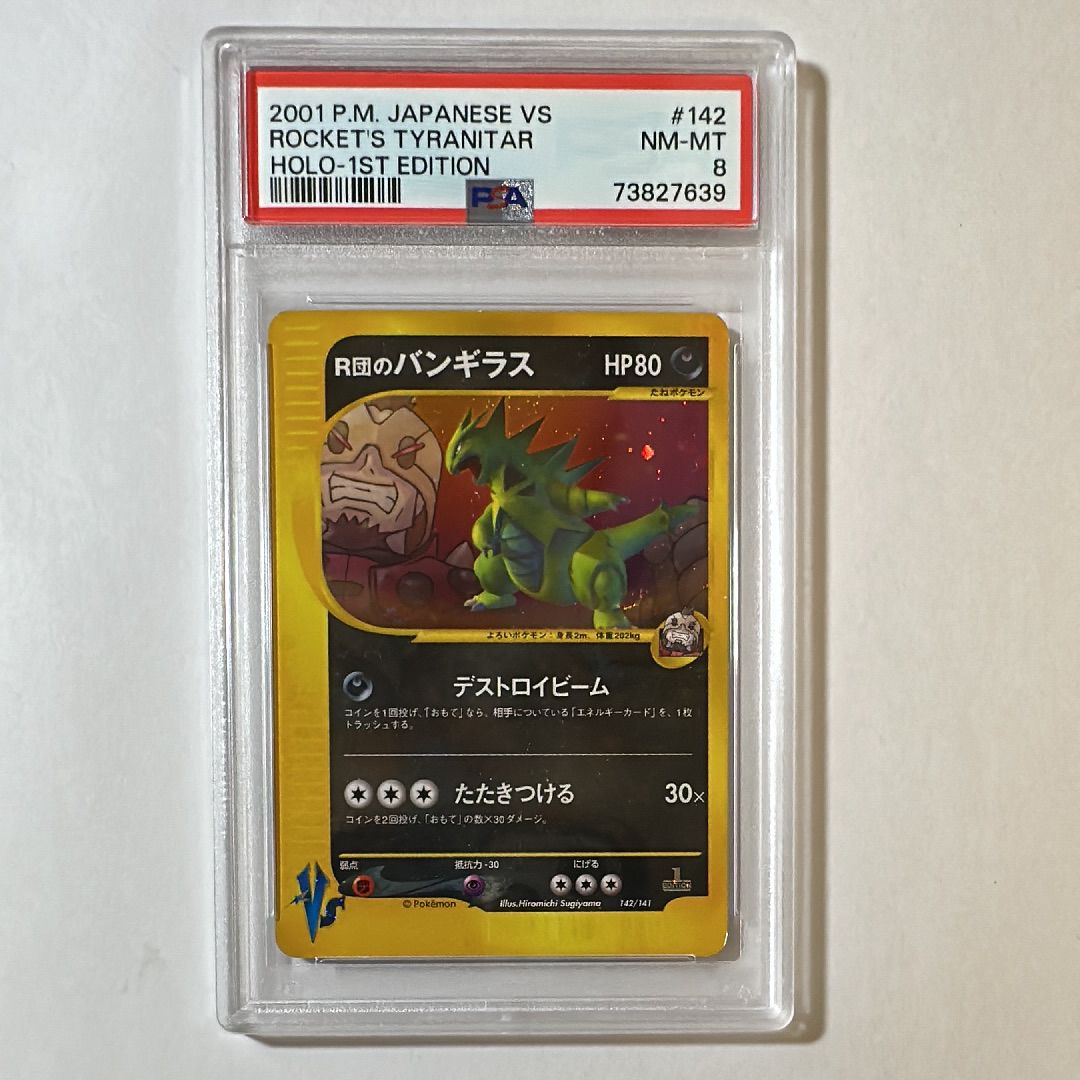 2001 P.M. JAPANESE VS #142
ROCKET'S TYRANITAR NM-MT
HOLO-1ST EDITION 8
PSA 73827639
R団のバンギラス HP80
たねポケモン
よろいポケモン:身長2m、体重202kg
デストロイビーム
コインを1回投げ、「おもて」なら、相手についている「エネルギーカード」を、1枚
トラッシュする。
たたきつける 30×
コインを2回投げ、「おもて」の数×30ダメージ。
弱点 抵抗力-30 にげる
1
EDITION
Vs
©Pokémon Illus.Hiromichi Sugiyama 142/141